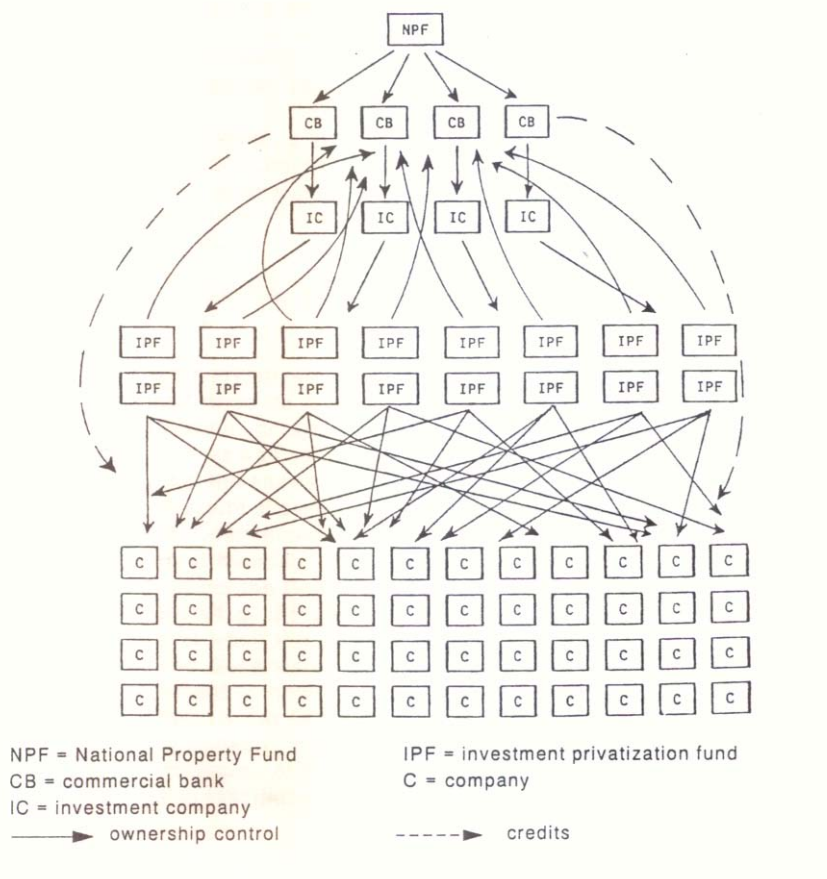 NPF
CB CB CB CB
IC IC IC IC
IPF IPF IPF IPF IPF IPF IPF IPF
IPF IPF IPF IPF IPF IPF IPF IPF
C C C C C C C C C C C C
C C C C C C C C C C C C
C C C C C C C C C C C C
C C C C C C C C C C C C
NPF = National Property Fund
CB = commercial bank
IC = investment company
ownership control
IPF = investment privatization fund
C = company
credits